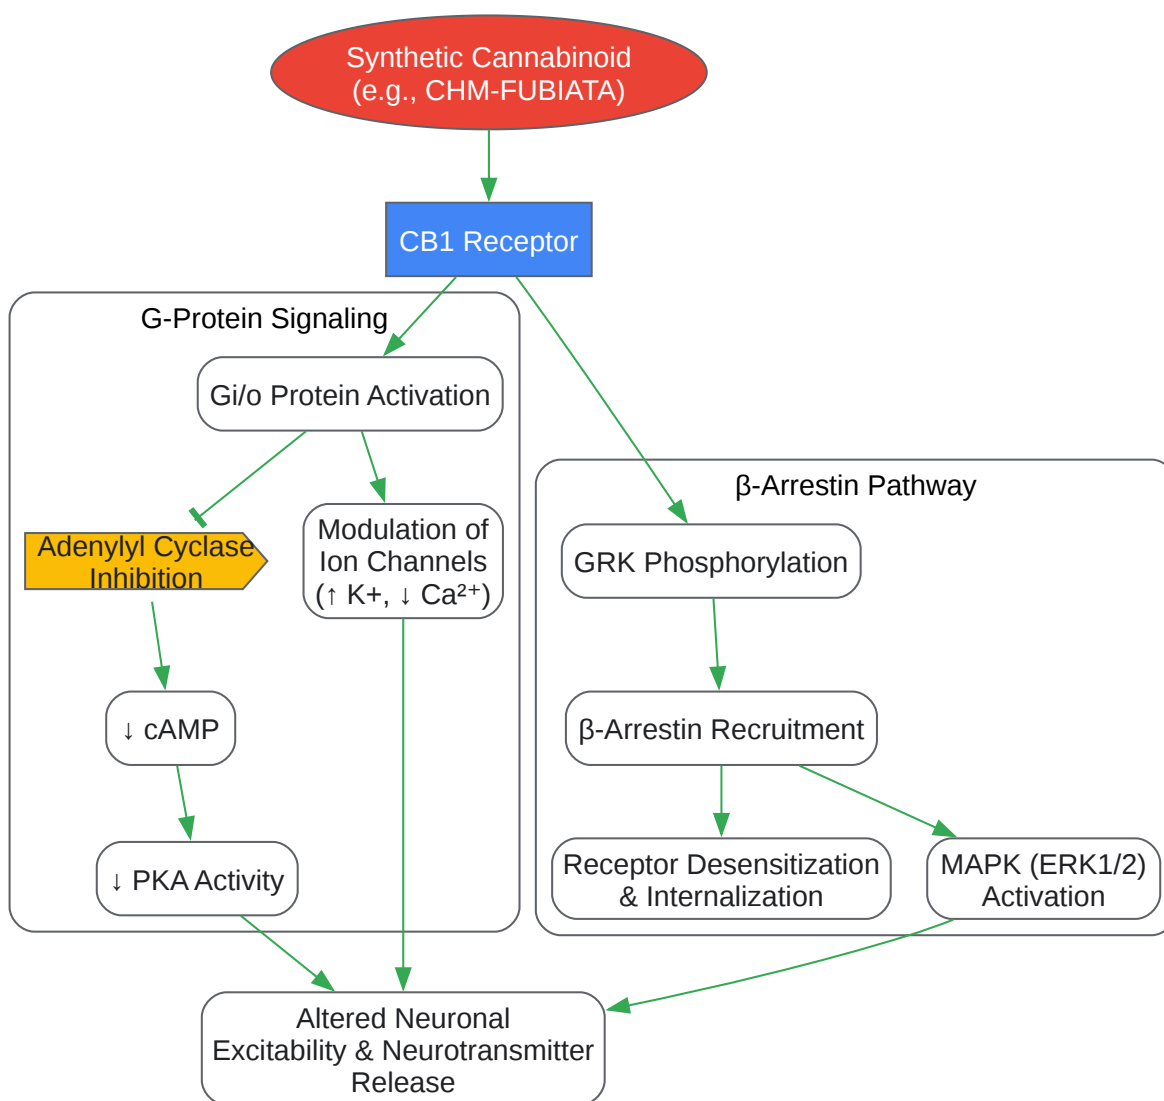 Synthetic Cannabinoid
(e.g., CHM-FUBIATA)
CB1 Receptor
G-Protein Signaling
Gi/o Protein Activation
Adenylyl Cyclase
Inhibition
Modulation of
Ion Channels
(↑ K+, ↓ Ca²⁺)
↓ cAMP
↓ PKA Activity
β-Arrestin Pathway
GRK Phosphorylation
β-Arrestin Recruitment
Receptor Desensitization
& Internalization
MAPK (ERK1/2)
Activation
Altered Neuronal
Excitability & Neurotransmitter
Release